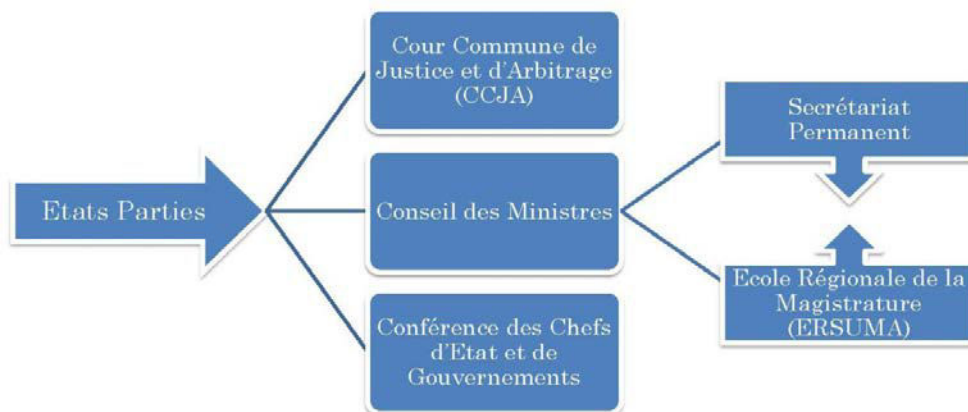 Etats Parties
Cour Commune de
Justice et d'Arbitrage
(CCJA)
Conseil des Ministres
Conférence des Chefs
d'Etat et de
Gouvernements
Secrétariat
Permanent
Ecole Régionale de la
Magistrature
(ERSUMA)